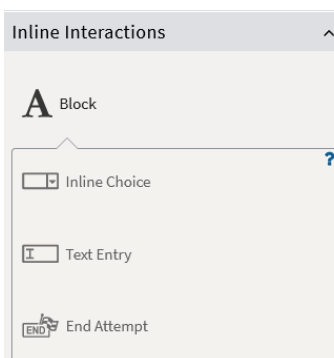 Inline Interactions
A Block
?
Inline Choice
I Text Entry
END End Attempt